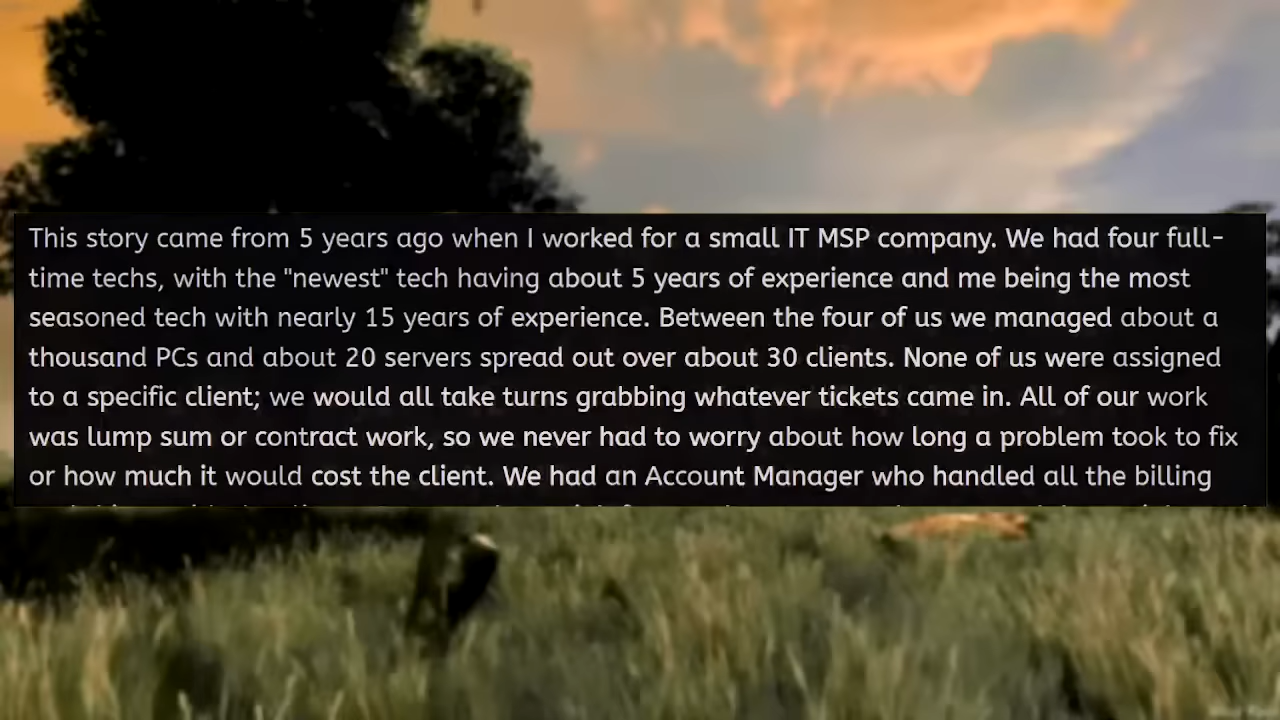 This story came from 5 years ago when I worked for a small IT MSP company. We had four full-
time techs, with the "newest" tech having about 5 years of experience and me being the most
seasoned tech with nearly 15 years of experience. Between the four of us we managed about a
thousand PCs and about 20 servers spread out over about 30 clients. None of us were assigned
to a specific client; we would all take turns grabbing whatever tickets came in. All of our work
was lump sum or contract work, so we never had to worry about how long a problem took to fix
or how much it would cost the client. We had an Account Manager who handled all the billing